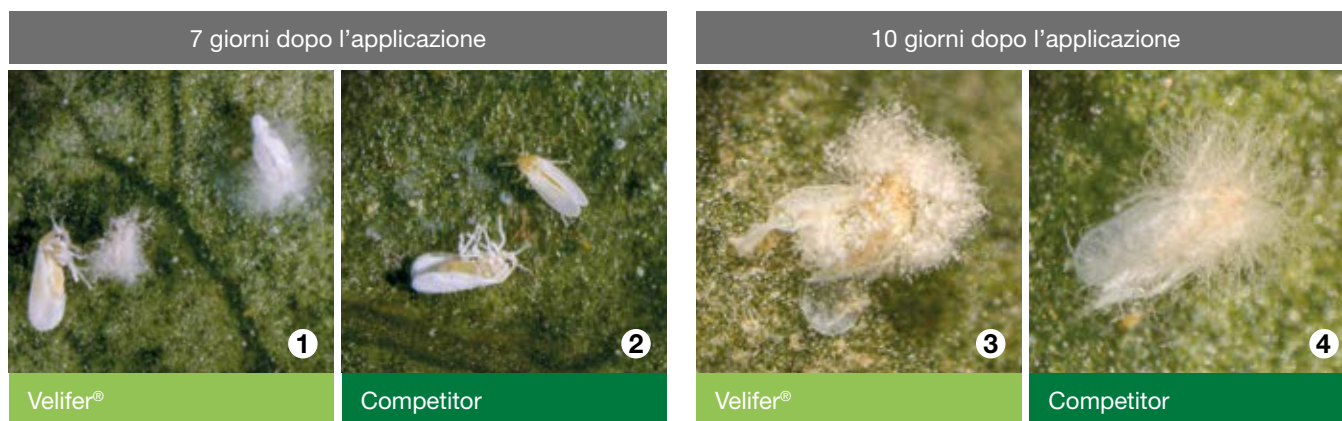 7 giorni dopo l’applicazione
10 giorni dopo l’applicazione
1
2
3
4
Velifer®
Competitor
Velifer®
Competitor